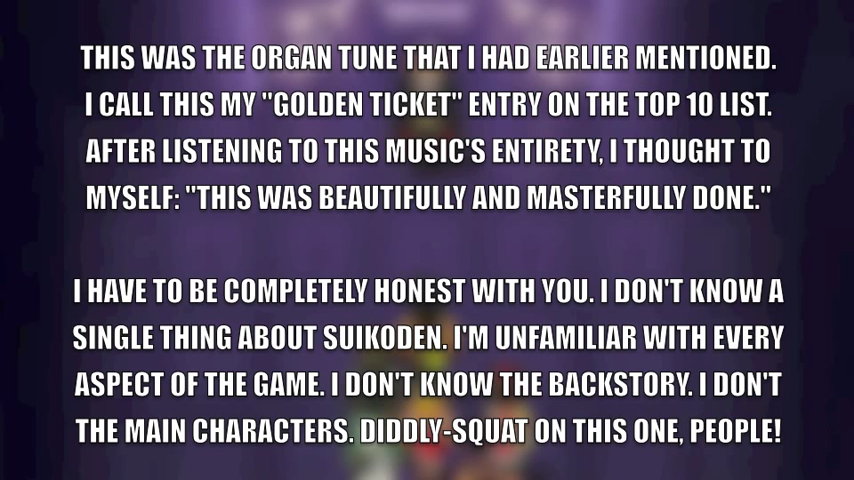 THIS WAS THE ORGAN TUNE THAT I HAD EARLIER MENTIONED.
I CALL THIS MY "GOLDEN TICKET" ENTRY ON THE TOP 10 LIST.
AFTER LISTENING TO THIS MUSIC'S ENTIRETY, I THOUGHT TO
MYSELF: "THIS WAS BEAUTIFULLY AND MASTERFULLY DONE."
I HAVE TO BE COMPLETELY HONEST WITH YOU. I DON'T KNOW A
SINGLE THING ABOUT SUIKODEN. I'M UNFAMILIAR WITH EVERY
ASPECT OF THE GAME. I DON'T KNOW THE BACKSTORY. I DON'T
THE MAIN CHARACTERS. DIDDLY-SQUAT ON THIS ONE, PEOPLE!